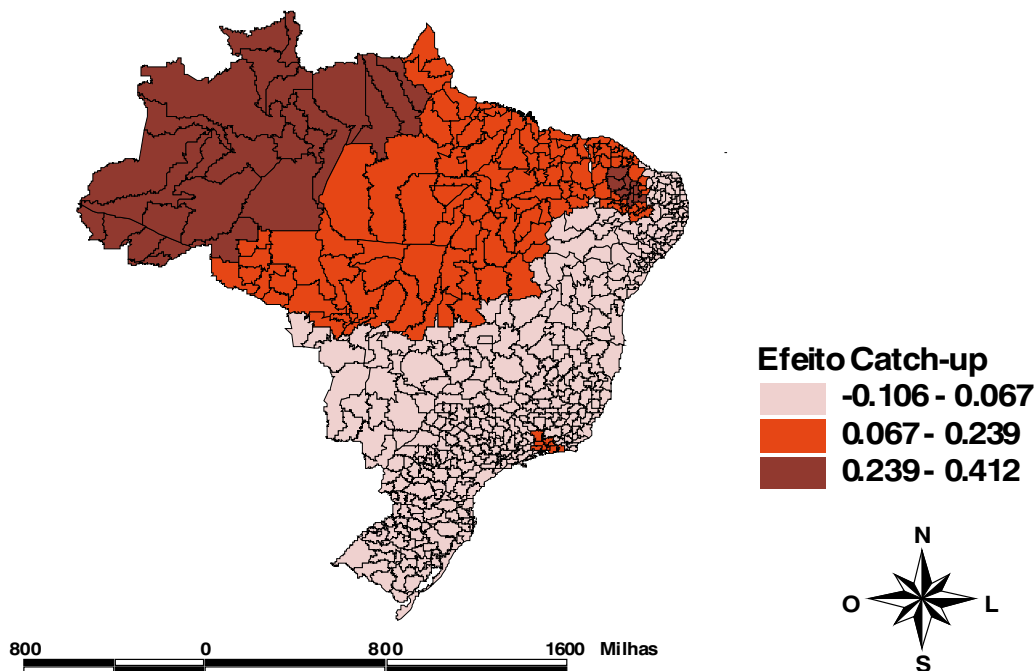 Efeito Catch-up
-0.106 - 0.067
0.067 - 0.239
0.239 - 0.412
N
O L
S
800 0 800 1600 Milhas